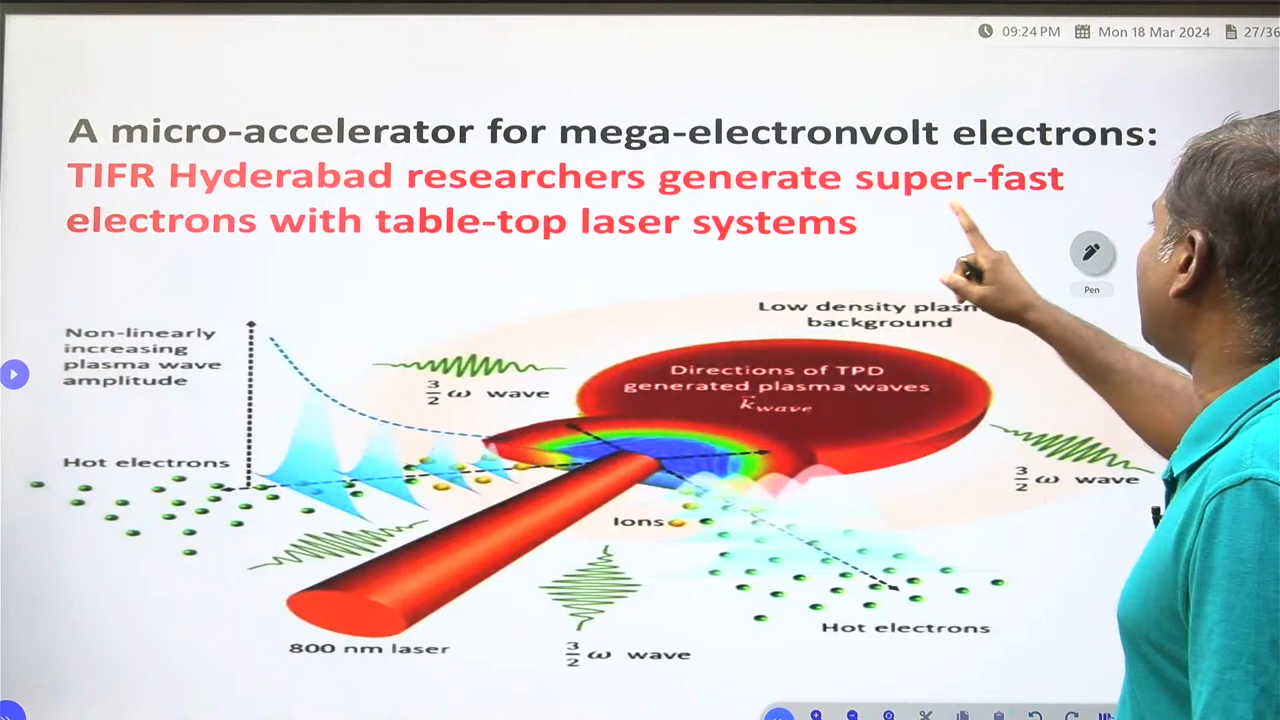 09:24 PM Mon 18 Mar 2024 27/36
A micro-accelerator for mega-electronvolt electrons:
TIFR Hyderabad researchers generate super-fast
electrons with table-top laser systems
Pen
Low density
background
Non-linearly
increasing
plasma wave
amplitude
Directions of TPD
generated plasma waves
k⃗wave
3/2 ω wave
Hot electrons
3/2 ω wave
Ions
Hot electrons
800 nm laser
3/2 ω wave